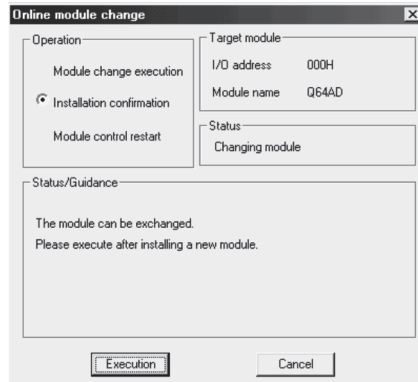 Online module change
Operation
Module change execution
Installation confirmation
Module control restart
Target module
I/O address 000H
Module name Q64AD
Status
Changing module
Status/Guidance
The module can be exchanged.
Please execute after installing a new module.
Execution
Cancel